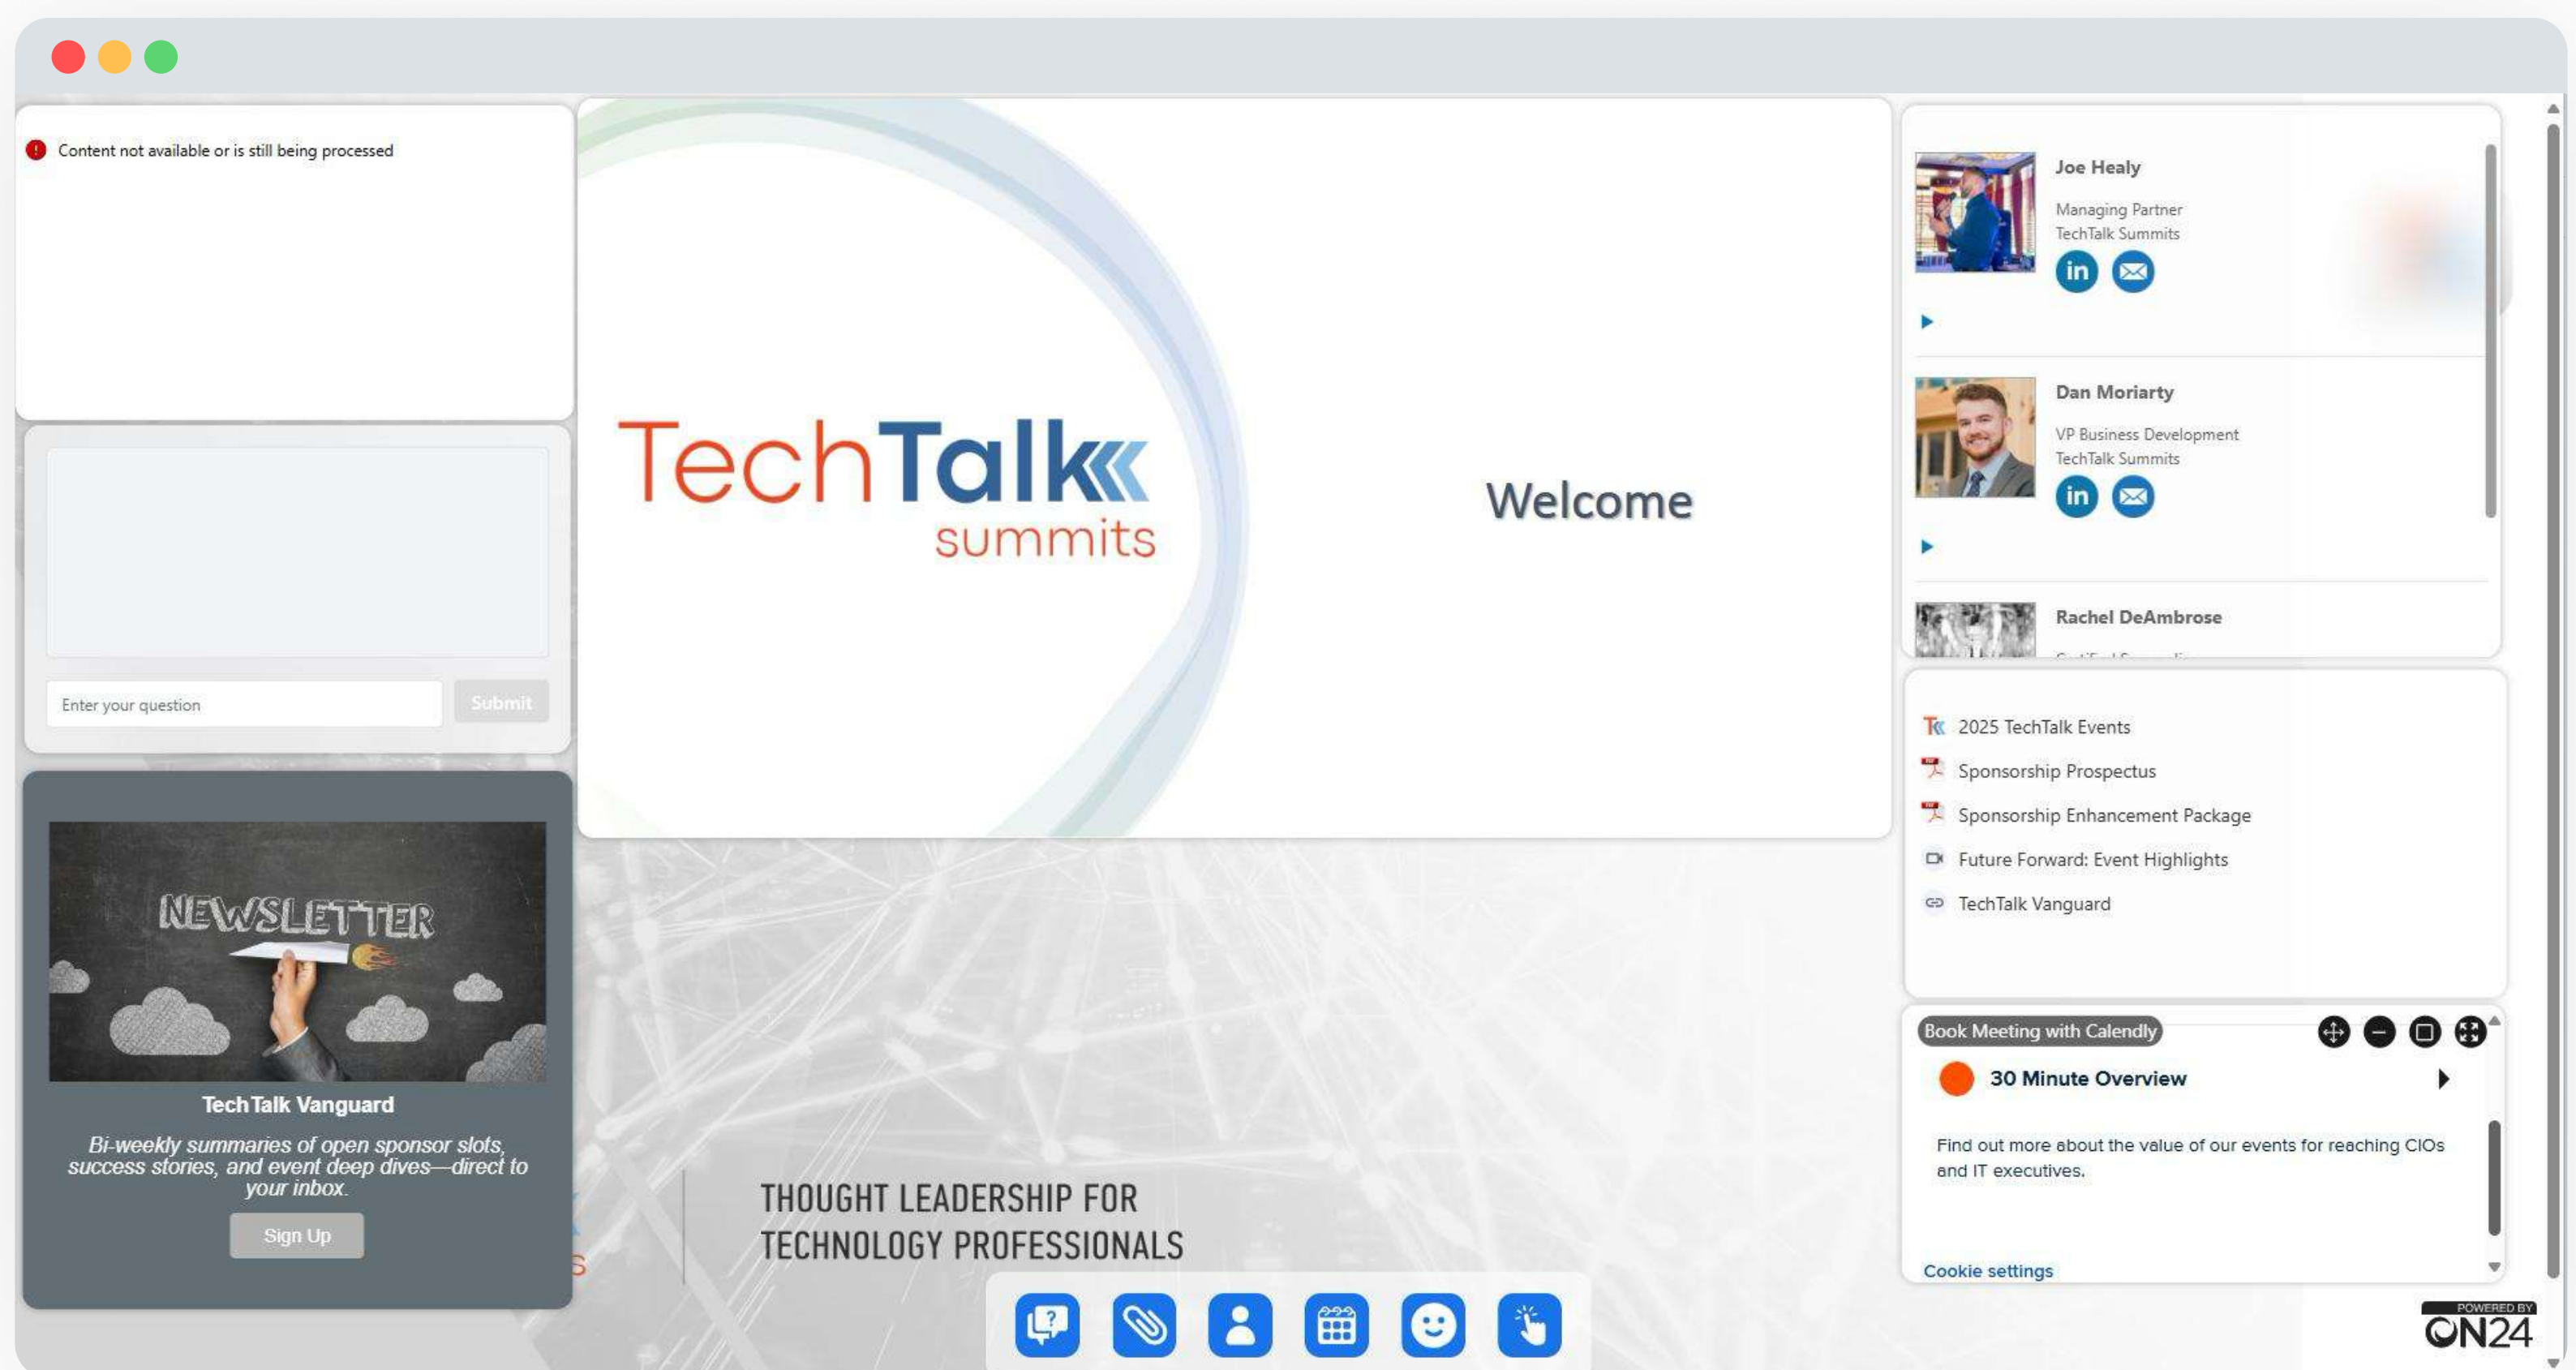 Content not available or is still being processed
Enter your question
Submit
NEWSLETTER
TechTalk Vanguard
Bi-weekly summaries of open sponsor slots,
success stories, and event deep dives—direct to
your inbox.
Sign Up
TechTalk
summits
Welcome
THOUGHT LEADERSHIP FOR
TECHNOLOGY PROFESSIONALS
Joe Healy
Managing Partner
TechTalk Summits
in
Dan Moriarty
VP Business Development
TechTalk Summits
in
Rachel DeAmbrose
2025 TechTalk Events
Sponsorship Prospectus
Sponsorship Enhancement Package
Future Forward: Event Highlights
TechTalk Vanguard
Book Meeting with Calendly
30 Minute Overview
Find out more about the value of our events for reaching CIOs
and IT executives.
Cookie settings
POWERED BY
ON24